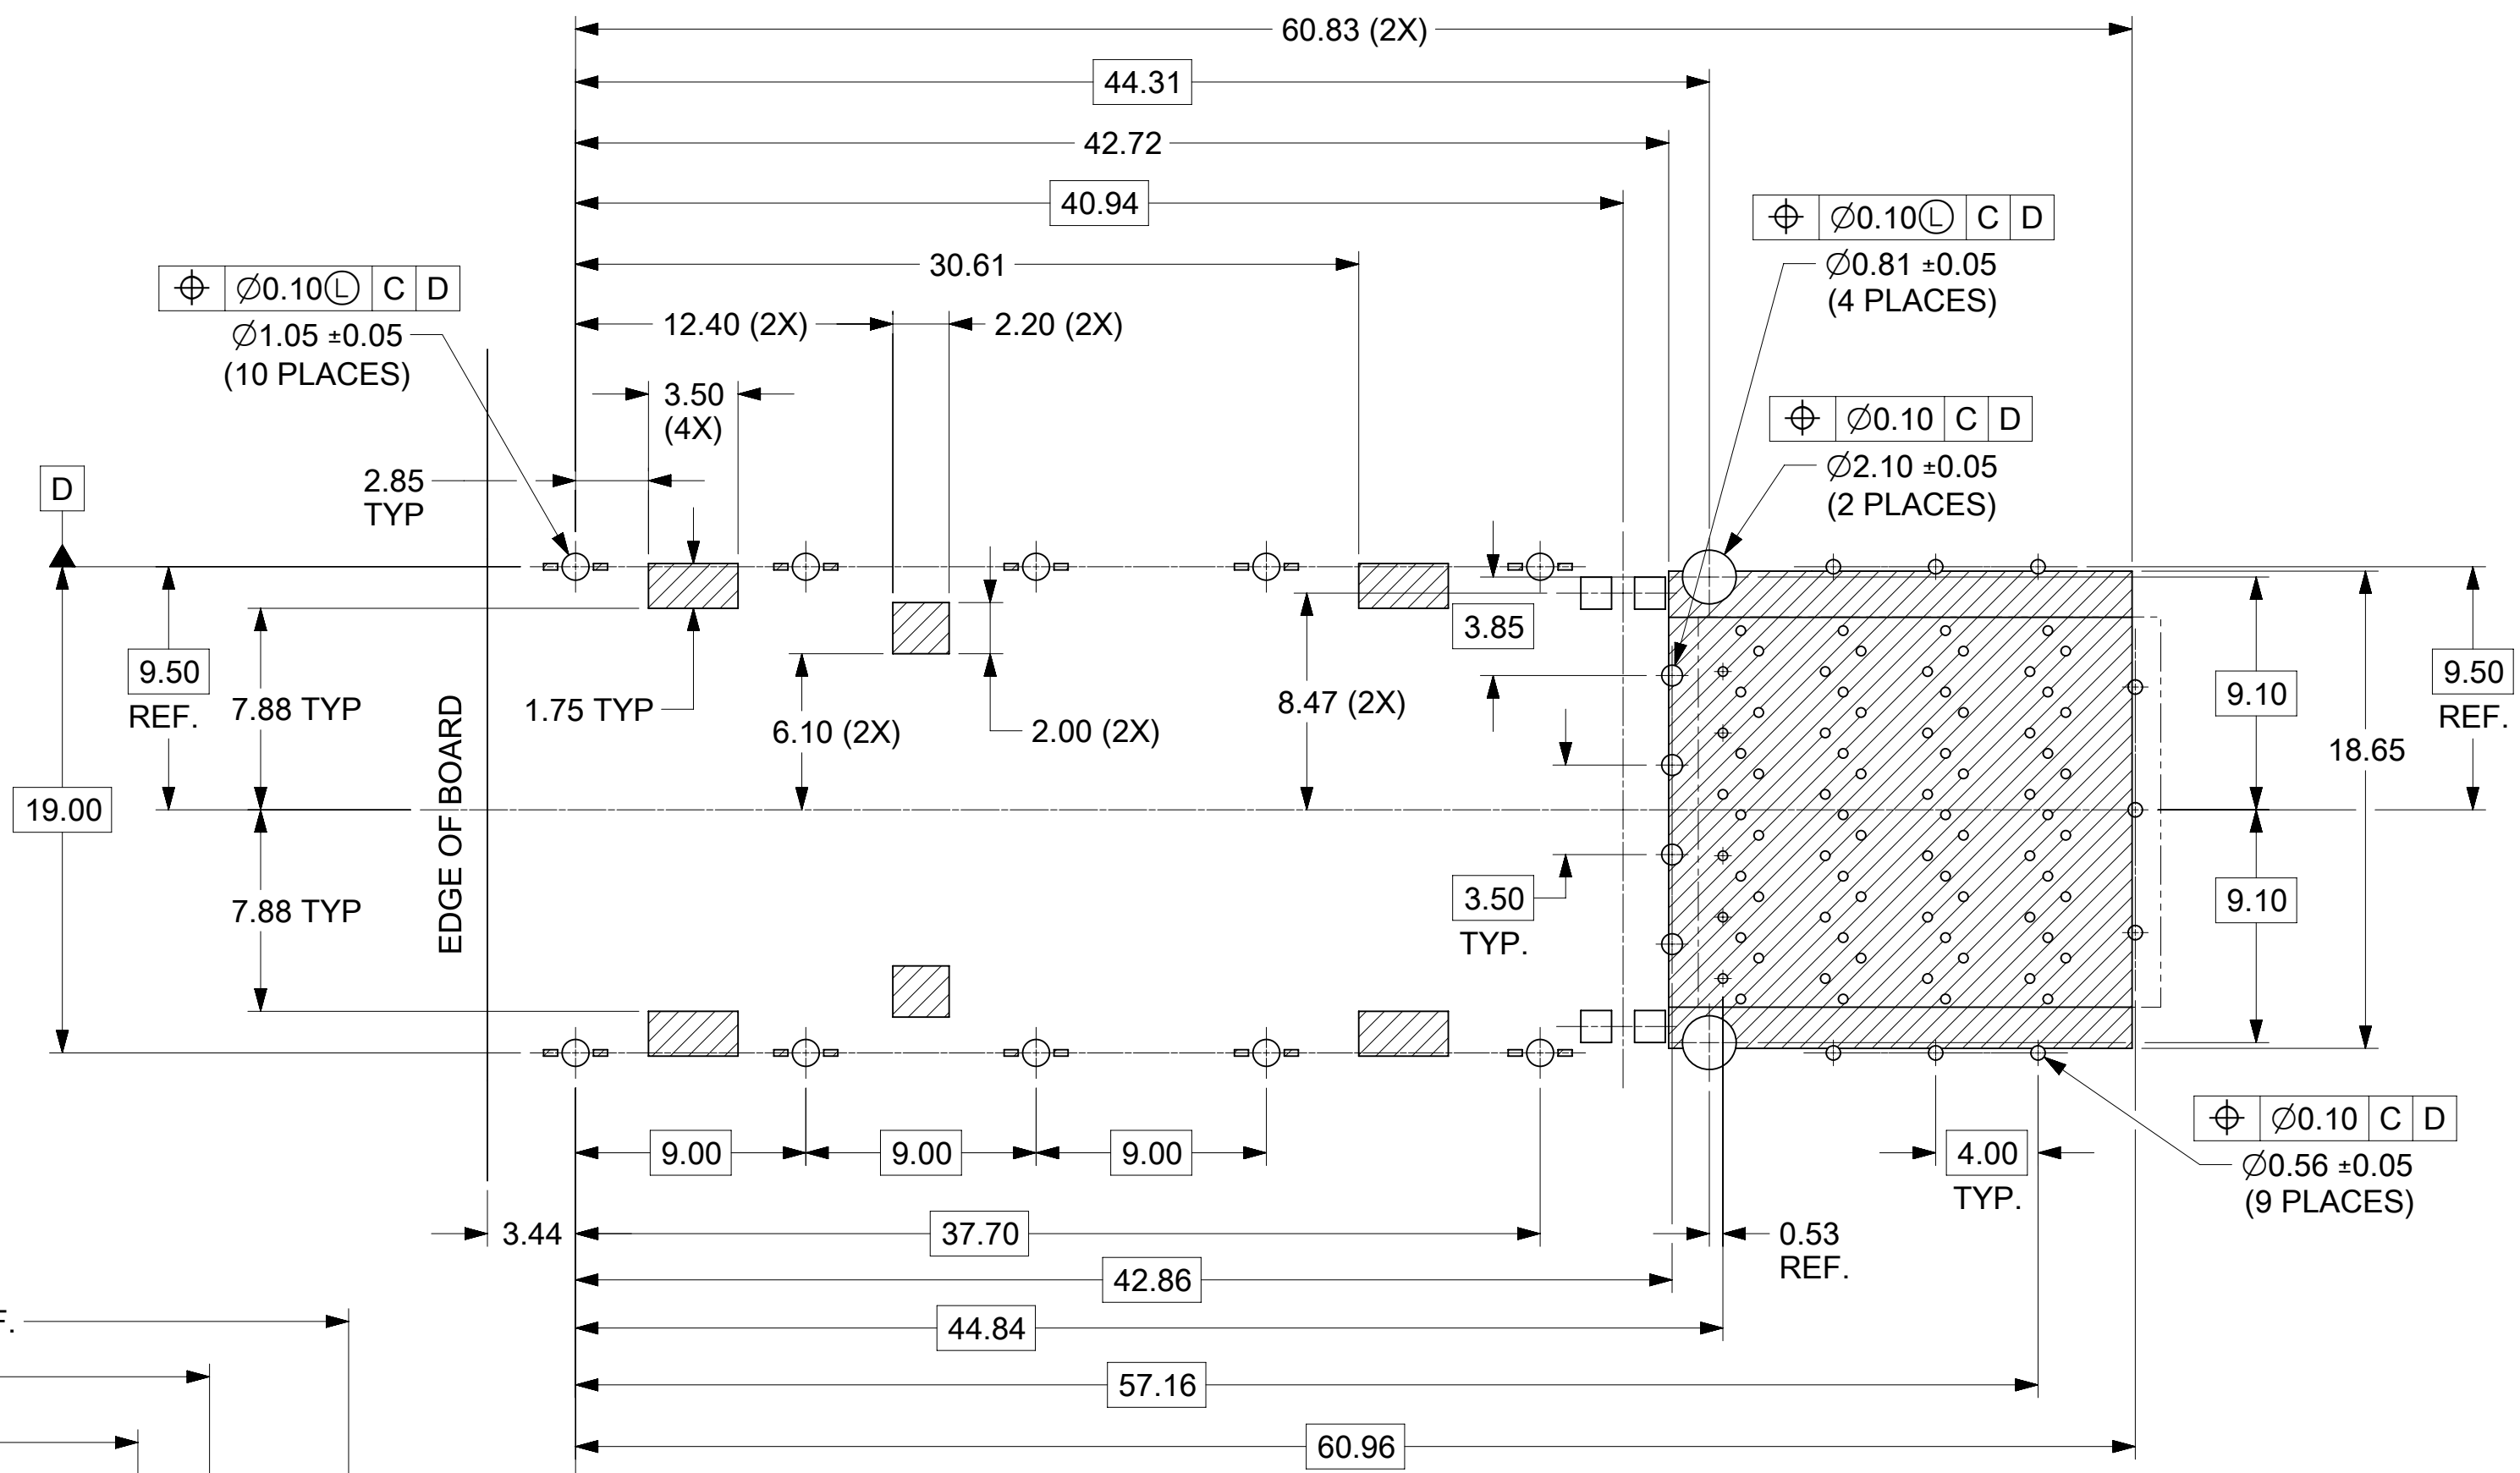 60.83 (2X)
44.31
42.72
40.94
30.61
12.40 (2X)
2.20 (2X)
⌖ ∅0.10Ⓛ C D
∅1.05 ±0.05
(10 PLACES)
⌖ ∅0.10Ⓛ C D
∅0.81 ±0.05
(4 PLACES)
3.50
(4X)
⌖ ∅0.10 C D
∅2.10 ±0.05
(2 PLACES)
2.85
TYP
D
9.50
REF.
7.88 TYP
1.75 TYP
6.10 (2X)
2.00 (2X)
8.47 (2X)
3.85
9.10
9.50
REF.
18.65
19.00
EDGE OF BOARD
7.88 TYP
3.50
TYP.
9.10
9.00
9.00
9.00
4.00
TYP.
⌖ ∅0.10 C D
∅0.56 ±0.05
(9 PLACES)
3.44
37.70
0.53
REF.
42.86
44.84
57.16
60.96